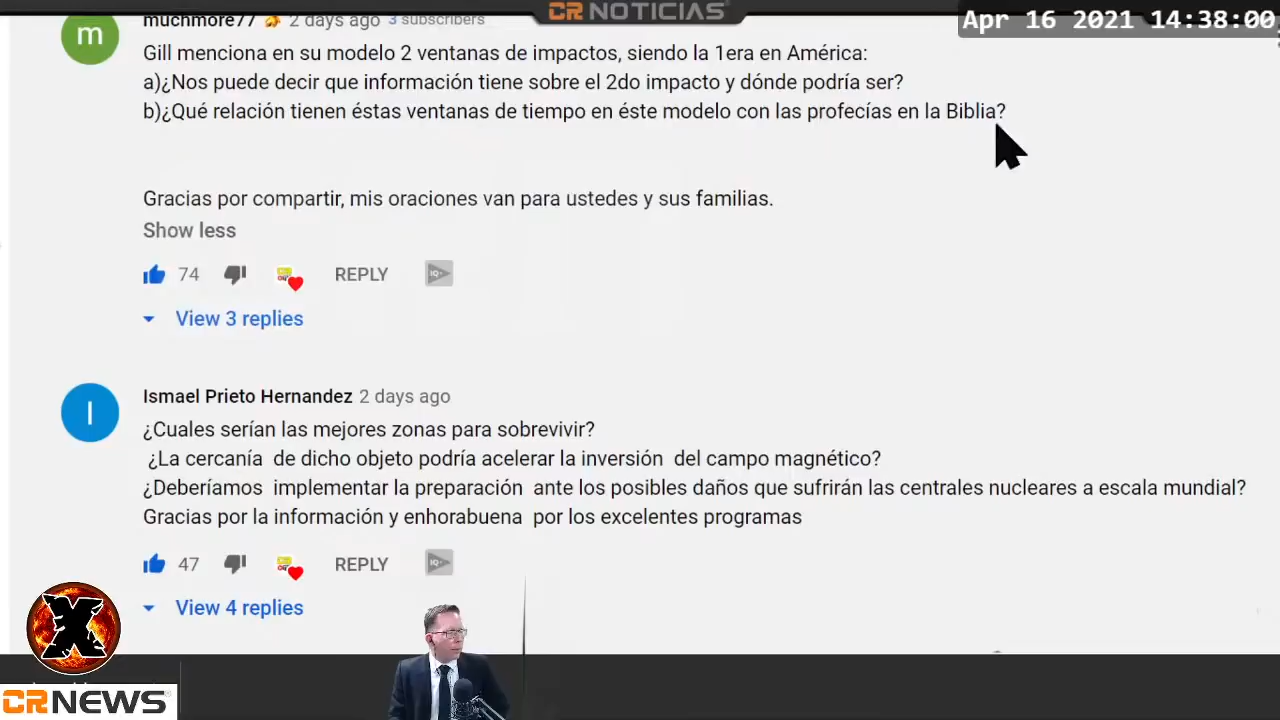 CR NOTICIAS
Apr 16 2021 14:38:00
m
muchmore77 2 days ago 3 subscribers
Gill menciona en su modelo 2 ventanas de impactos, siendo la 1era en América:
a)¿Nos puede decir que información tiene sobre el 2do impacto y dónde podría ser?
b)¿Qué relación tienen éstas ventanas de tiempo en éste modelo con las profecías en la Biblia?
Gracias por compartir, mis oraciones van para ustedes y sus familias.
Show less
74 REPLY IQ
View 3 replies
I
Ismael Prieto Hernandez 2 days ago
¿Cuales serían las mejores zonas para sobrevivir?
¿La cercanía de dicho objeto podría acelerar la inversión del campo magnético?
¿Deberíamos implementar la preparación ante los posibles daños que sufrirán las centrales nucleares a escala mundial?
Gracias por la información y enhorabuena por los excelentes programas
47 REPLY IQ
View 4 replies
X
CRNEWS